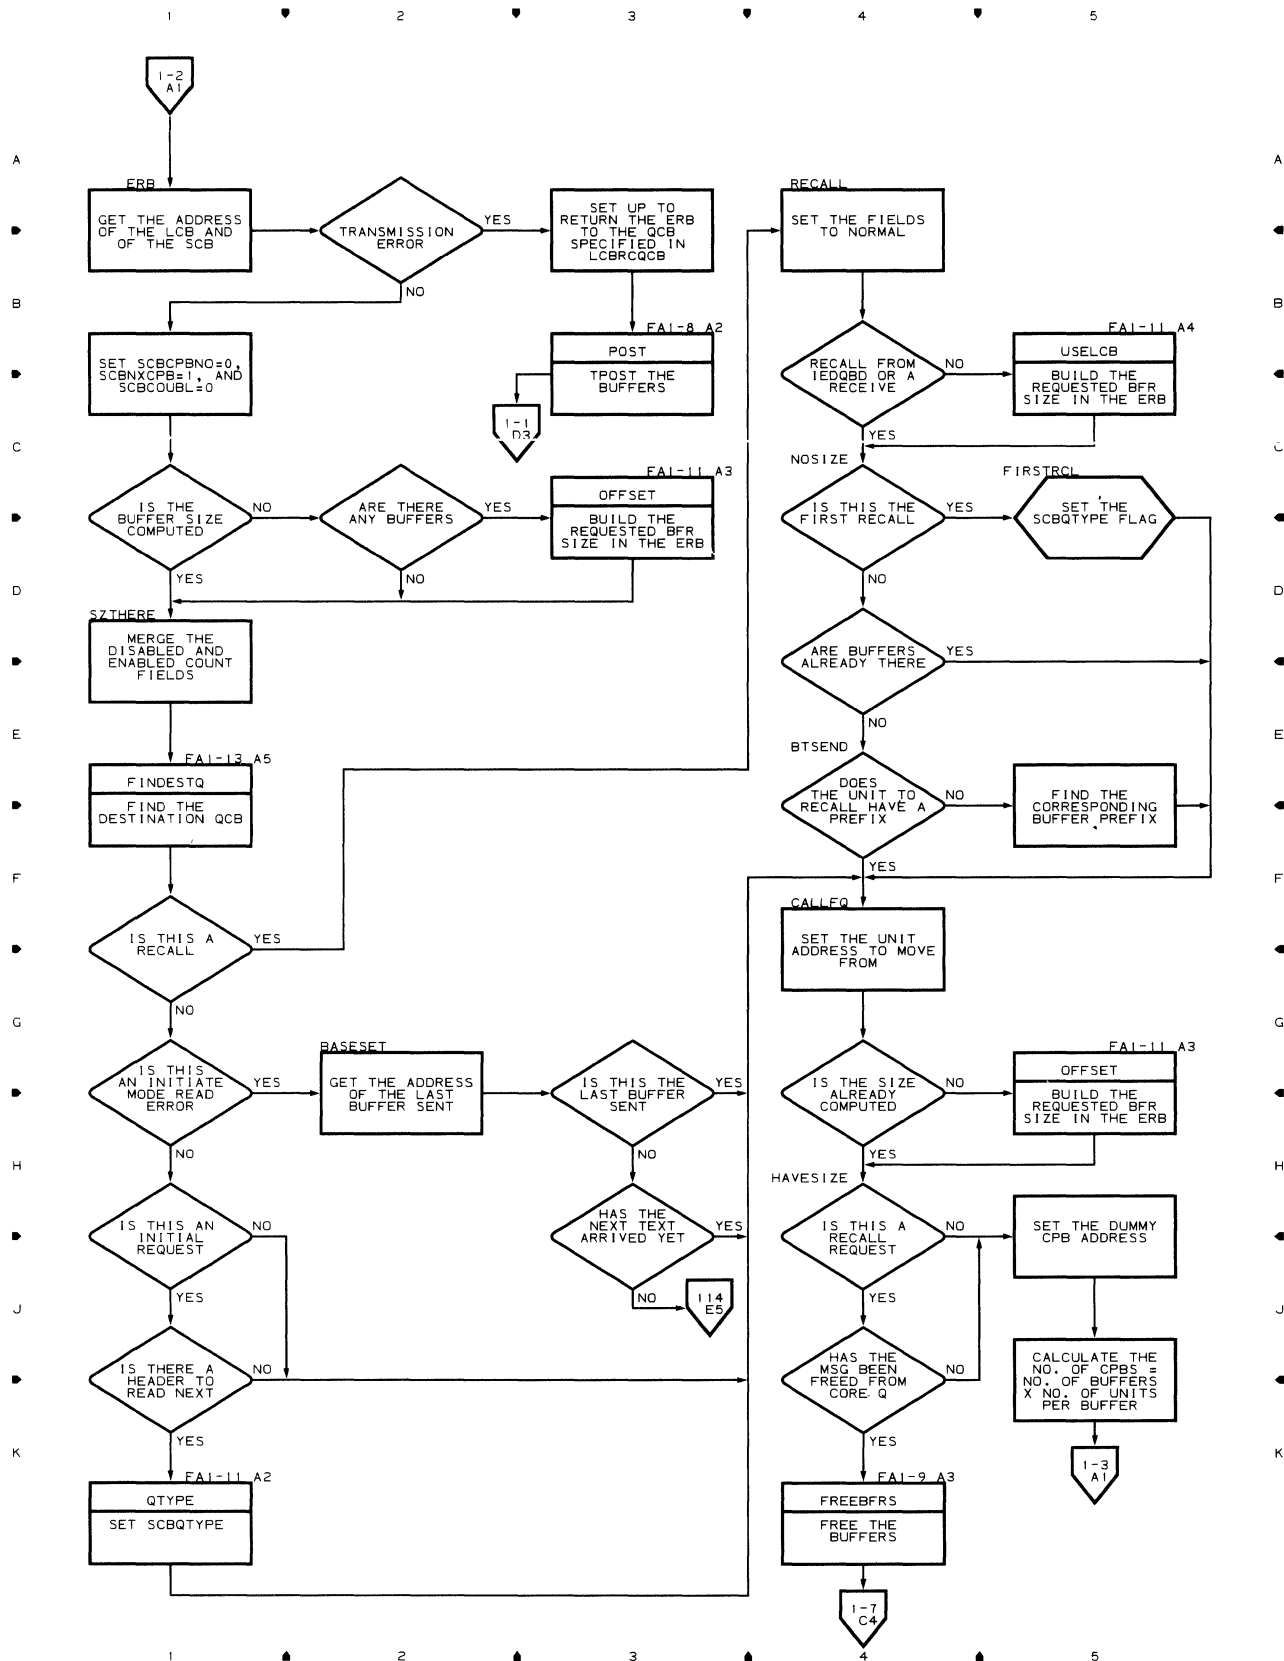 1 2 3 4 5
1-2
A1
A A
ERB
GET THE ADDRESS
OF THE LCB AND
OF THE SCB
TRANSMISSION
ERROR
YES
NO
SET UP TO
RETURN THE ERB
TO THE QCB
SPECIFIED IN
LCBRCQCB
RECALL
SET THE FIELDS
TO NORMAL
B B
SET SCBCPBNO=0,
SCBNXCPB=1, AND
SCBCOUBL=0
FA1-8 A2
POST
TPOST THE
BUFFERS
1-1
D3
RECALL FROM
IEDQBD OR A
RECEIVE
NO
YES
FA1-11 A4
USELCB
BUILD THE
REQUESTED BFR
SIZE IN THE ERB
C C
IS THE
BUFFER SIZE
COMPUTED
NO
YES
ARE THERE
ANY BUFFERS
YES
NO
FA1-11 A3
OFFSET
BUILD THE
REQUESTED BFR
SIZE IN THE ERB
NOSIZE
IS THIS THE
FIRST RECALL
YES
NO
FIRSTRCL
SET THE
SCBQTYPE FLAG
D D
SZTHERE
MERGE THE
DISABLED AND
ENABLED COUNT
FIELDS
ARE BUFFERS
ALREADY THERE
YES
NO
E E
FA1-13 A5
FINDESTQ
FIND THE
DESTINATION QCB
BTSEND
DOES
THE UNIT TO
RECALL HAVE A
PREFIX
NO
YES
FIND THE
CORRESPONDING
BUFFER PREFIX
F F
IS THIS A
RECALL
YES
NO
CALLFQ
SET THE UNIT
ADDRESS TO MOVE
FROM
G G
IS THIS
AN INITIATE
MODE READ
ERROR
YES
NO
BASESET
GET THE ADDRESS
OF THE LAST
BUFFER SENT
IS THIS THE
LAST BUFFER
SENT
YES
NO
IS THE SIZE
ALREADY
COMPUTED
NO
YES
FA1-11 A3
OFFSET
BUILD THE
REQUESTED BFR
SIZE IN THE ERB
H H
IS THIS AN
INITIAL
REQUEST
NO
YES
HAS THE
NEXT TEXT
ARRIVED YET
YES
NO
114
E5
HAVESIZE
IS THIS A
RECALL
REQUEST
NO
YES
SET THE DUMMY
CPB ADDRESS
J J
IS THERE A
HEADER TO
READ NEXT
NO
YES
HAS THE
MSG BEEN
FREED FROM
CORE Q
NO
YES
CALCULATE THE
NO. OF CPBS =
NO. OF BUFFERS
X NO. OF UNITS
PER BUFFER
1-3
A1
K K
FA1-11 A2
QTYPE
SET SCBQTYPE
FA1-9 A3
FREEBFRS
FREE THE
BUFFERS
1-7
C4
1 2 3 4 5